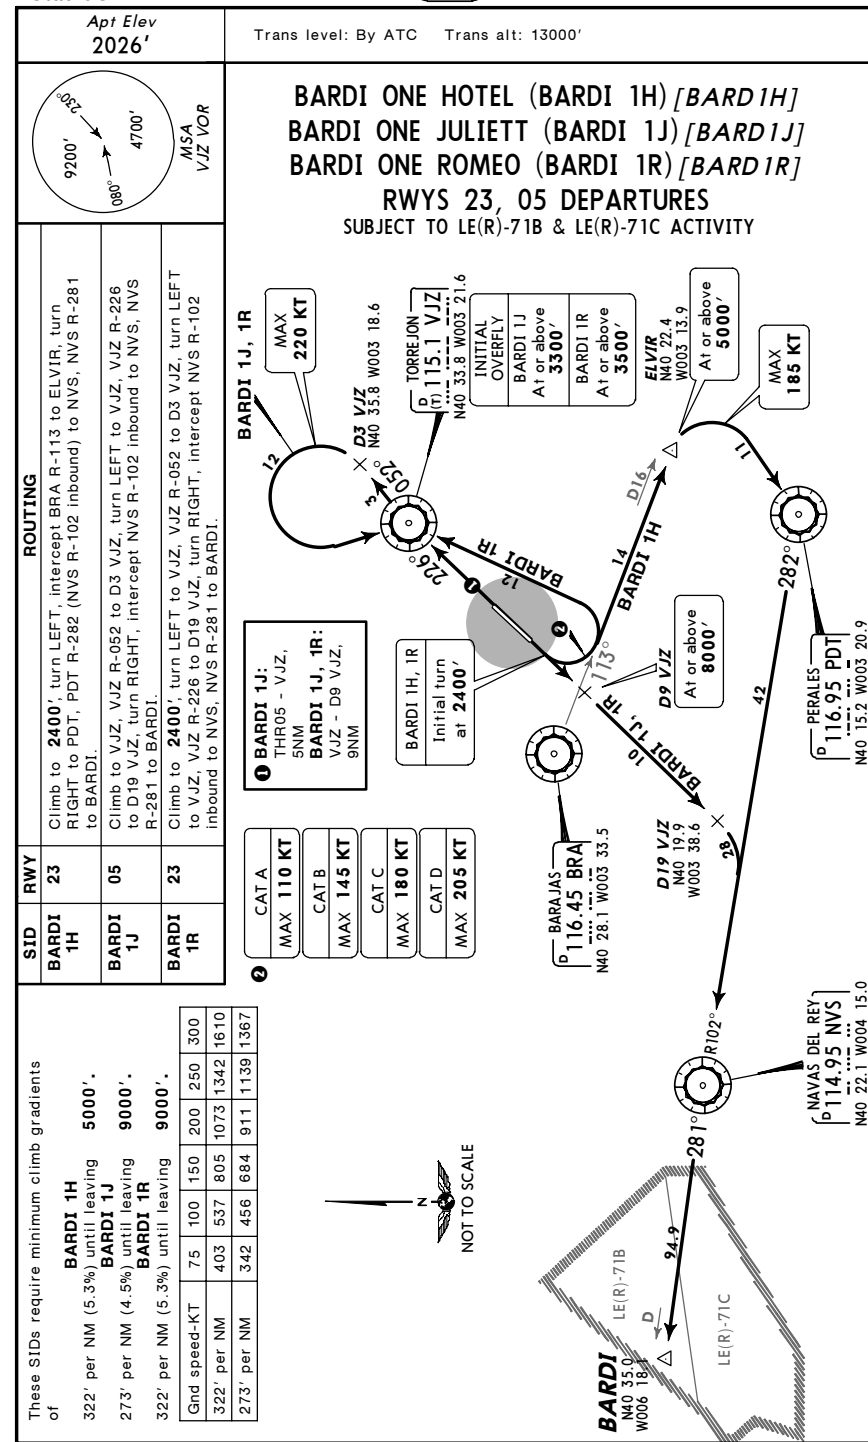 Apt Elev
2026'
Trans level: By ATC Trans alt: 13000'
230°
080°
9200'
4700'
MSA
VJZ VOR
BARDI ONE HOTEL (BARDI 1H) [BARD1H]
BARDI ONE JULIETT (BARDI 1J) [BARD1J]
BARDI ONE ROMEO (BARDI 1R) [BARD1R]
RWYS 23, 05 DEPARTURES
SUBJECT TO LE(R)-71B & LE(R)-71C ACTIVITY
SID RWY ROUTING
BARDI
1H
23
Climb to 2400', turn LEFT, intercept BRA R-113 to ELVIR, turn
RIGHT to PDT, PDT R-282 (NVS R-102 inbound) to NVS, NVS R-281
to BARDI.
BARDI
1J
05
Climb to VJZ, VJZ R-052 to D3 VJZ, turn LEFT to VJZ, VJZ R-226
to D19 VJZ, turn RIGHT, intercept NVS R-102 inbound to NVS, NVS
R-281 to BARDI.
BARDI
1R
23
Climb to 2400', turn LEFT to VJZ, VJZ R-052 to D3 VJZ, turn LEFT
to VJZ, VJZ R-226 to D19 VJZ, turn RIGHT, intercept NVS R-102
inbound to NVS, NVS R-281 to BARDI.
These SIDs require minimum climb gradients
of
BARDI 1H
322' per NM (5.3%) until leaving 5000'.
BARDI 1J
273' per NM (4.5%) until leaving 9000'.
BARDI 1R
322' per NM (5.3%) until leaving 9000'.
Gnd speed-KT 75 100 150 200 250 300
322' per NM 403 537 805 1073 1342 1610
273' per NM 342 456 684 911 1139 1367
BARDI 1J, 1R
MAX
220 KT
12
D3 VJZ
N40 35.8 W003 18.6
3
052°
TORREJON
D
(T) 115.1 VJZ
N40 33.8 W003 21.6
INITIAL
OVERFLY
BARDI 1J
At or above
3300'
BARDI 1R
At or above
3500'
ELVIR
N40 22.4
W003 13.9
At or above
5000'
MAX
185 KT
11
D16
14
BARDI 1H
226°
1
12
BARDI 1R
2
113°
1 BARDI 1J:
THR05 - VJZ,
5NM
BARDI 1J, 1R:
VJZ - D9 VJZ,
9NM
BARDI 1H, 1R
Initial turn
at 2400'
D9 VJZ
At or above
8000'
10
BARDI 1J, 1R
282°
PERALES
D
116.95 PDT
N40 15.2 W003 20.9
42
2
CAT A
MAX 110 KT
CAT B
MAX 145 KT
CAT C
MAX 180 KT
CAT D
MAX 205 KT
BARAJAS
D
116.45 BRA
N40 28.1 W003 33.5
D19 VJZ
N40 19.9
W003 38.6
28
R102°
NAVAS DEL REY
D
114.95 NVS
N40 22.1 W004 15.0
281°
94.9
N
NOT TO SCALE
LE(R)-71B
LE(R)-71C
D
BARDI
N40 35.0
W006 18.1